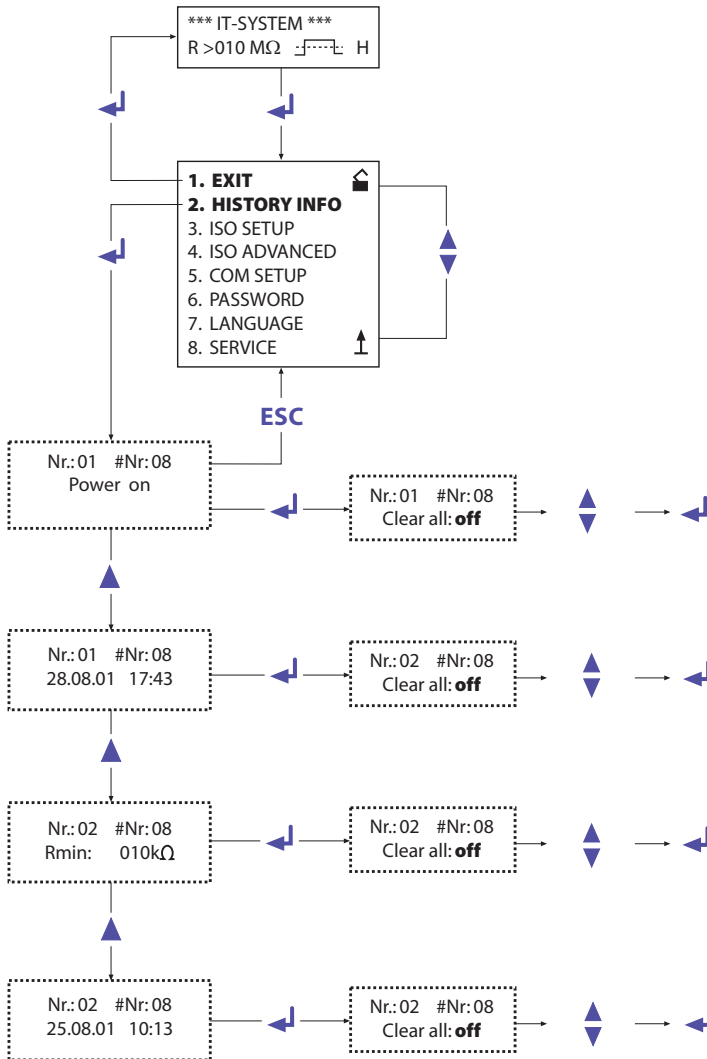 *** IT-SYSTEM ***
R >010 MΩ H
1. EXIT
2. HISTORY INFO
3. ISO SETUP
4. ISO ADVANCED
5. COM SETUP
6. PASSWORD
7. LANGUAGE
8. SERVICE
ESC
Nr.: 01 #Nr: 08
Power on
Nr.: 01 #Nr: 08
Clear all: off
Nr.: 01 #Nr: 08
28.08.01 17:43
Nr.: 02 #Nr: 08
Clear all: off
Nr.: 02 #Nr: 08
Rmin: 010kΩ
Nr.: 02 #Nr: 08
Clear all: off
Nr.: 02 #Nr: 08
25.08.01 10:13
Nr.: 02 #Nr: 08
Clear all: off